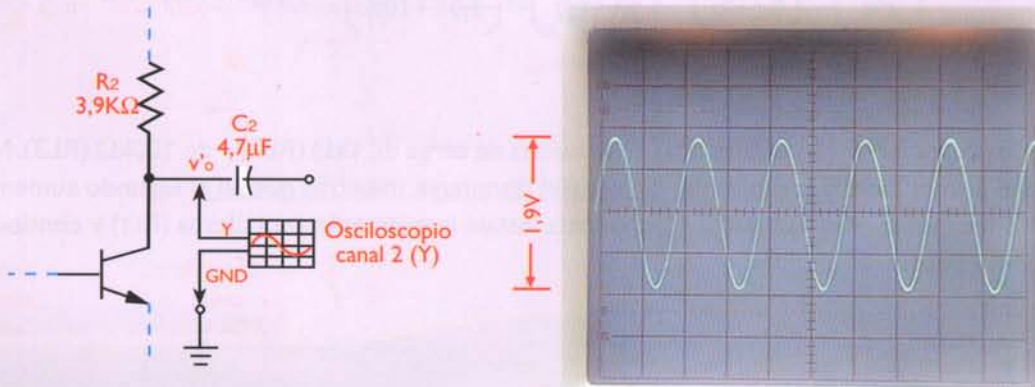 R2
3,9KΩ
C2
4,7µF
v'o
Osciloscopio
canal 2 (Y)
GND
1,9V